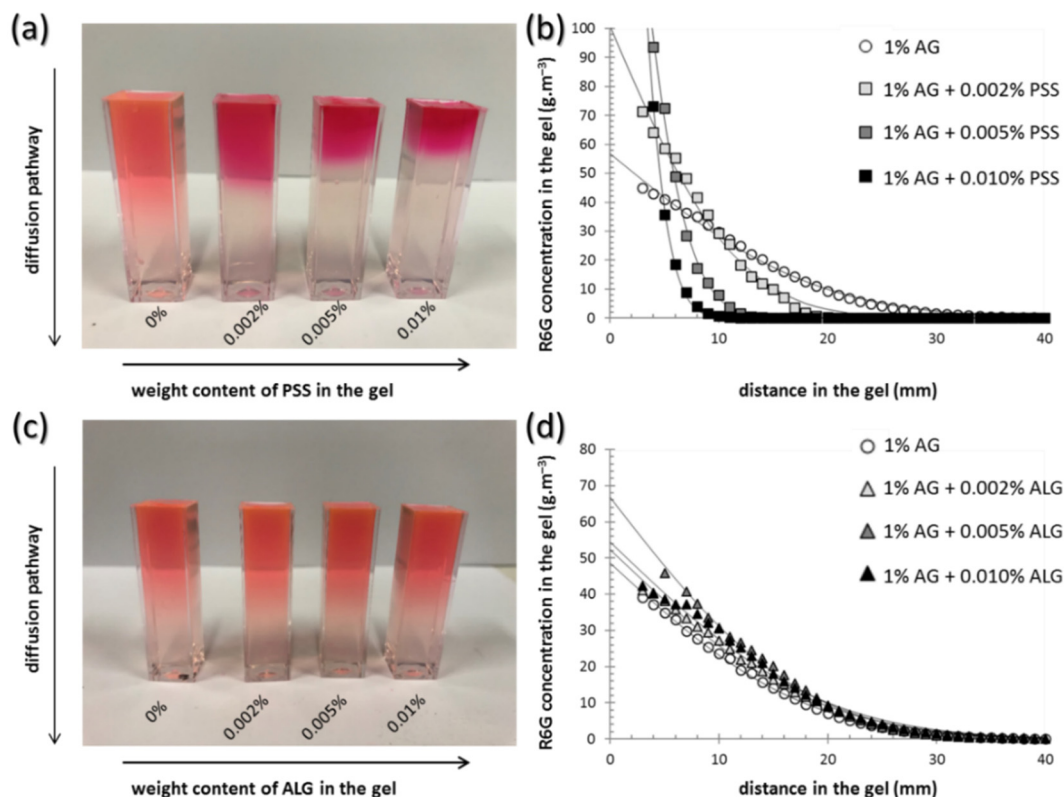 (a)
diffusion pathway
0%
0.002%
0.005%
0.01%
weight content of PSS in the gel
(b)
R6G concentration in the gel (g.m⁻³)
100
90
80
70
60
50
40
30
20
10
0
0 10 20 30 40
distance in the gel (mm)
1% AG
1% AG + 0.002% PSS
1% AG + 0.005% PSS
1% AG + 0.010% PSS
(c)
diffusion pathway
0%
0.002%
0.005%
0.01%
weight content of ALG in the gel
(d)
R6G concentration in the gel (g.m⁻³)
80
70
60
50
40
30
20
10
0
0 10 20 30 40
distance in the gel (mm)
1% AG
1% AG + 0.002% ALG
1% AG + 0.005% ALG
1% AG + 0.010% ALG